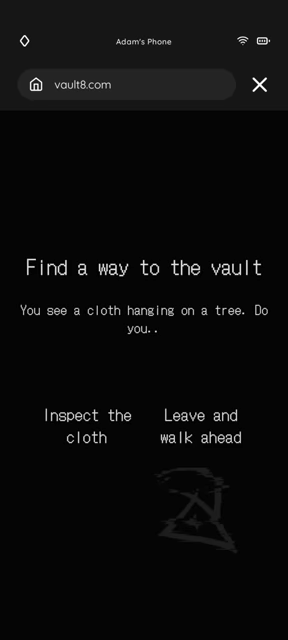 Adam's Phone
vault8.com
Find a way to the vault
You see a cloth hanging on a tree. Do
you..
Inspect the
cloth
Leave and
walk ahead